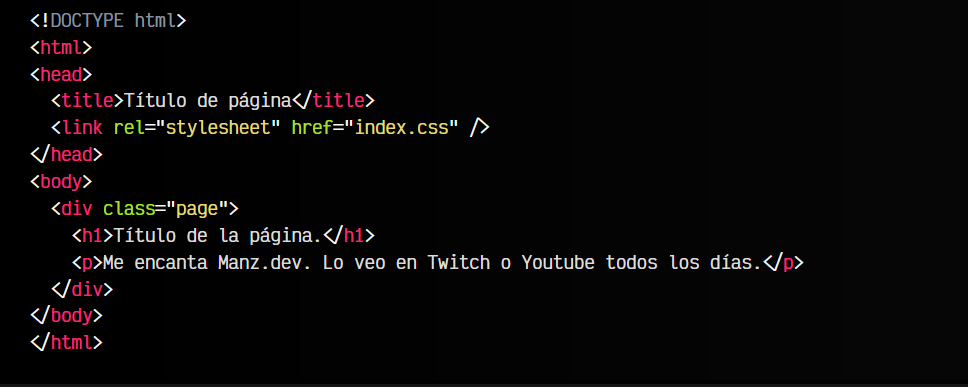 <!DOCTYPE html>
<html>
<head>
  <title>Título de página</title>
  <link rel="stylesheet" href="index.css" />
</head>
<body>
  <div class="page">
    <h1>Título de la página.</h1>
    <p>Me encanta Manz.dev. Lo veo en Twitch o Youtube todos los días.</p>
  </div>
</body>
</html>